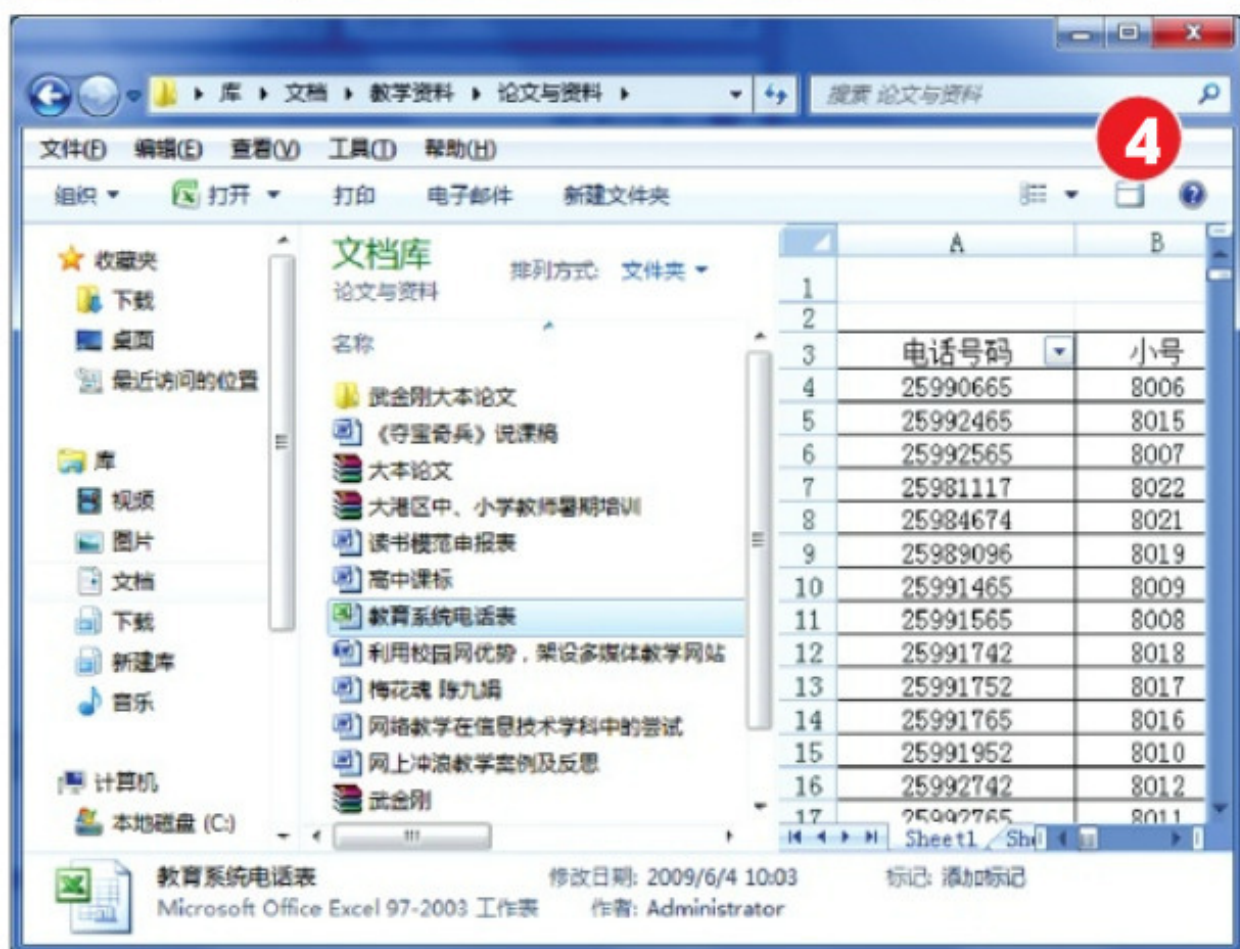 库 文档 教学资料 论文与资料 搜索 论文与资料
4
文件(F) 编辑(E) 查看(V) 工具(T) 帮助(H)
组织 打开 打印 电子邮件 新建文件夹
收藏夹
下载
桌面
最近访问的位置
库
视频
图片
文档
下载
新建库
音乐
计算机
本地磁盘 (C:)
文档库
论文与资料
排列方式: 文件夹
名称
武金刚大本论文
《夺宝奇兵》说课稿
大本论文
大港区中、小学教师暑期培训
读书模范申报表
高中课标
教育系统电话表
利用校园网优势，架设多媒体教学网站
梅花魂 陈九娟
网络教学在信息技术学科中的尝试
网上冲浪教学案例及反思
武金刚
A B
1
2
3 电话号码 小号
4 25990665 8006
5 25992465 8015
6 25992565 8007
7 25981117 8022
8 25984674 8021
9 25989096 8019
10 25991465 8009
11 25991565 8008
12 25991742 8018
13 25991752 8017
14 25991765 8016
15 25991952 8010
16 25992742 8012
17 25992765 8011
Sheet1 She
教育系统电话表 修改日期: 2009/6/4 10:03 标记: 添加标记
Microsoft Office Excel 97-2003 工作表 作者: Administrator